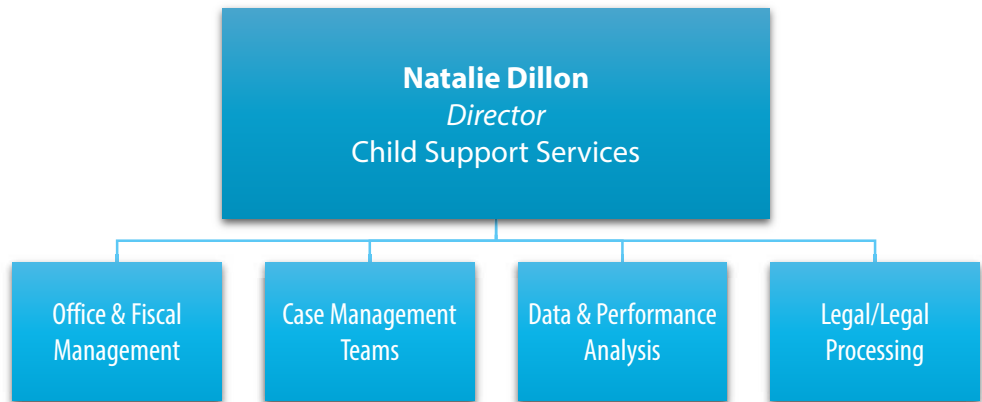 Natalie Dillon
Director
Child Support Services
Office & Fiscal
Management
Case Management
Teams
Data & Performance
Analysis
Legal/Legal
Processing